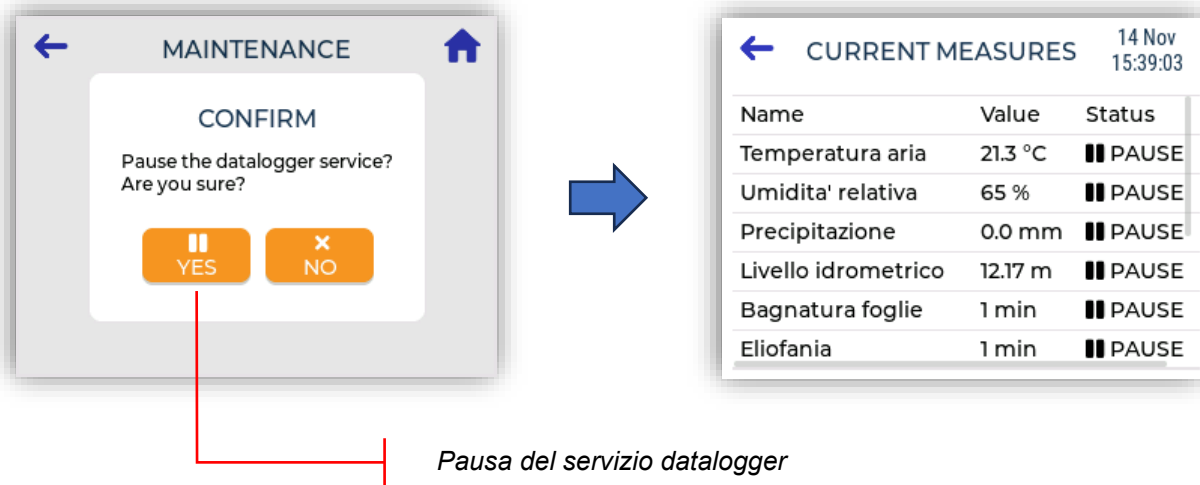 MAINTENANCE
CONFIRM
Pause the datalogger service?
Are you sure?
YES
NO
CURRENT MEASURES
14 Nov
15:39:03
Name Value Status
Temperatura aria 21.3 °C PAUSE
Umidita' relativa 65 % PAUSE
Precipitazione 0.0 mm PAUSE
Livello idrometrico 12.17 m PAUSE
Bagnatura foglie 1 min PAUSE
Eliofania 1 min PAUSE
Pausa del servizio datalogger